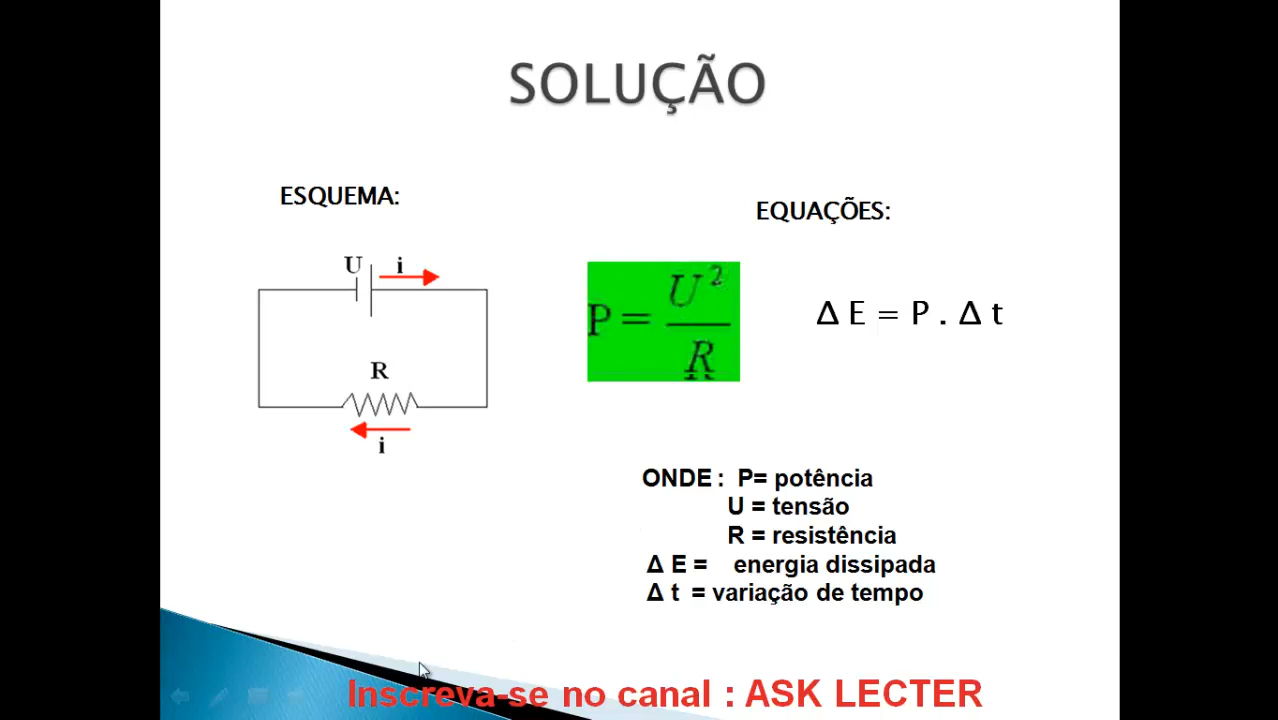 SOLUÇÃO
ESQUEMA:
EQUAÇÕES:
U i
R
i
P = U² / R
Δ E = P . Δ t
ONDE : P= potência
U = tensão
R = resistência
Δ E = energia dissipada
Δ t = variação de tempo
Inscreva-se no canal : ASK LECTER